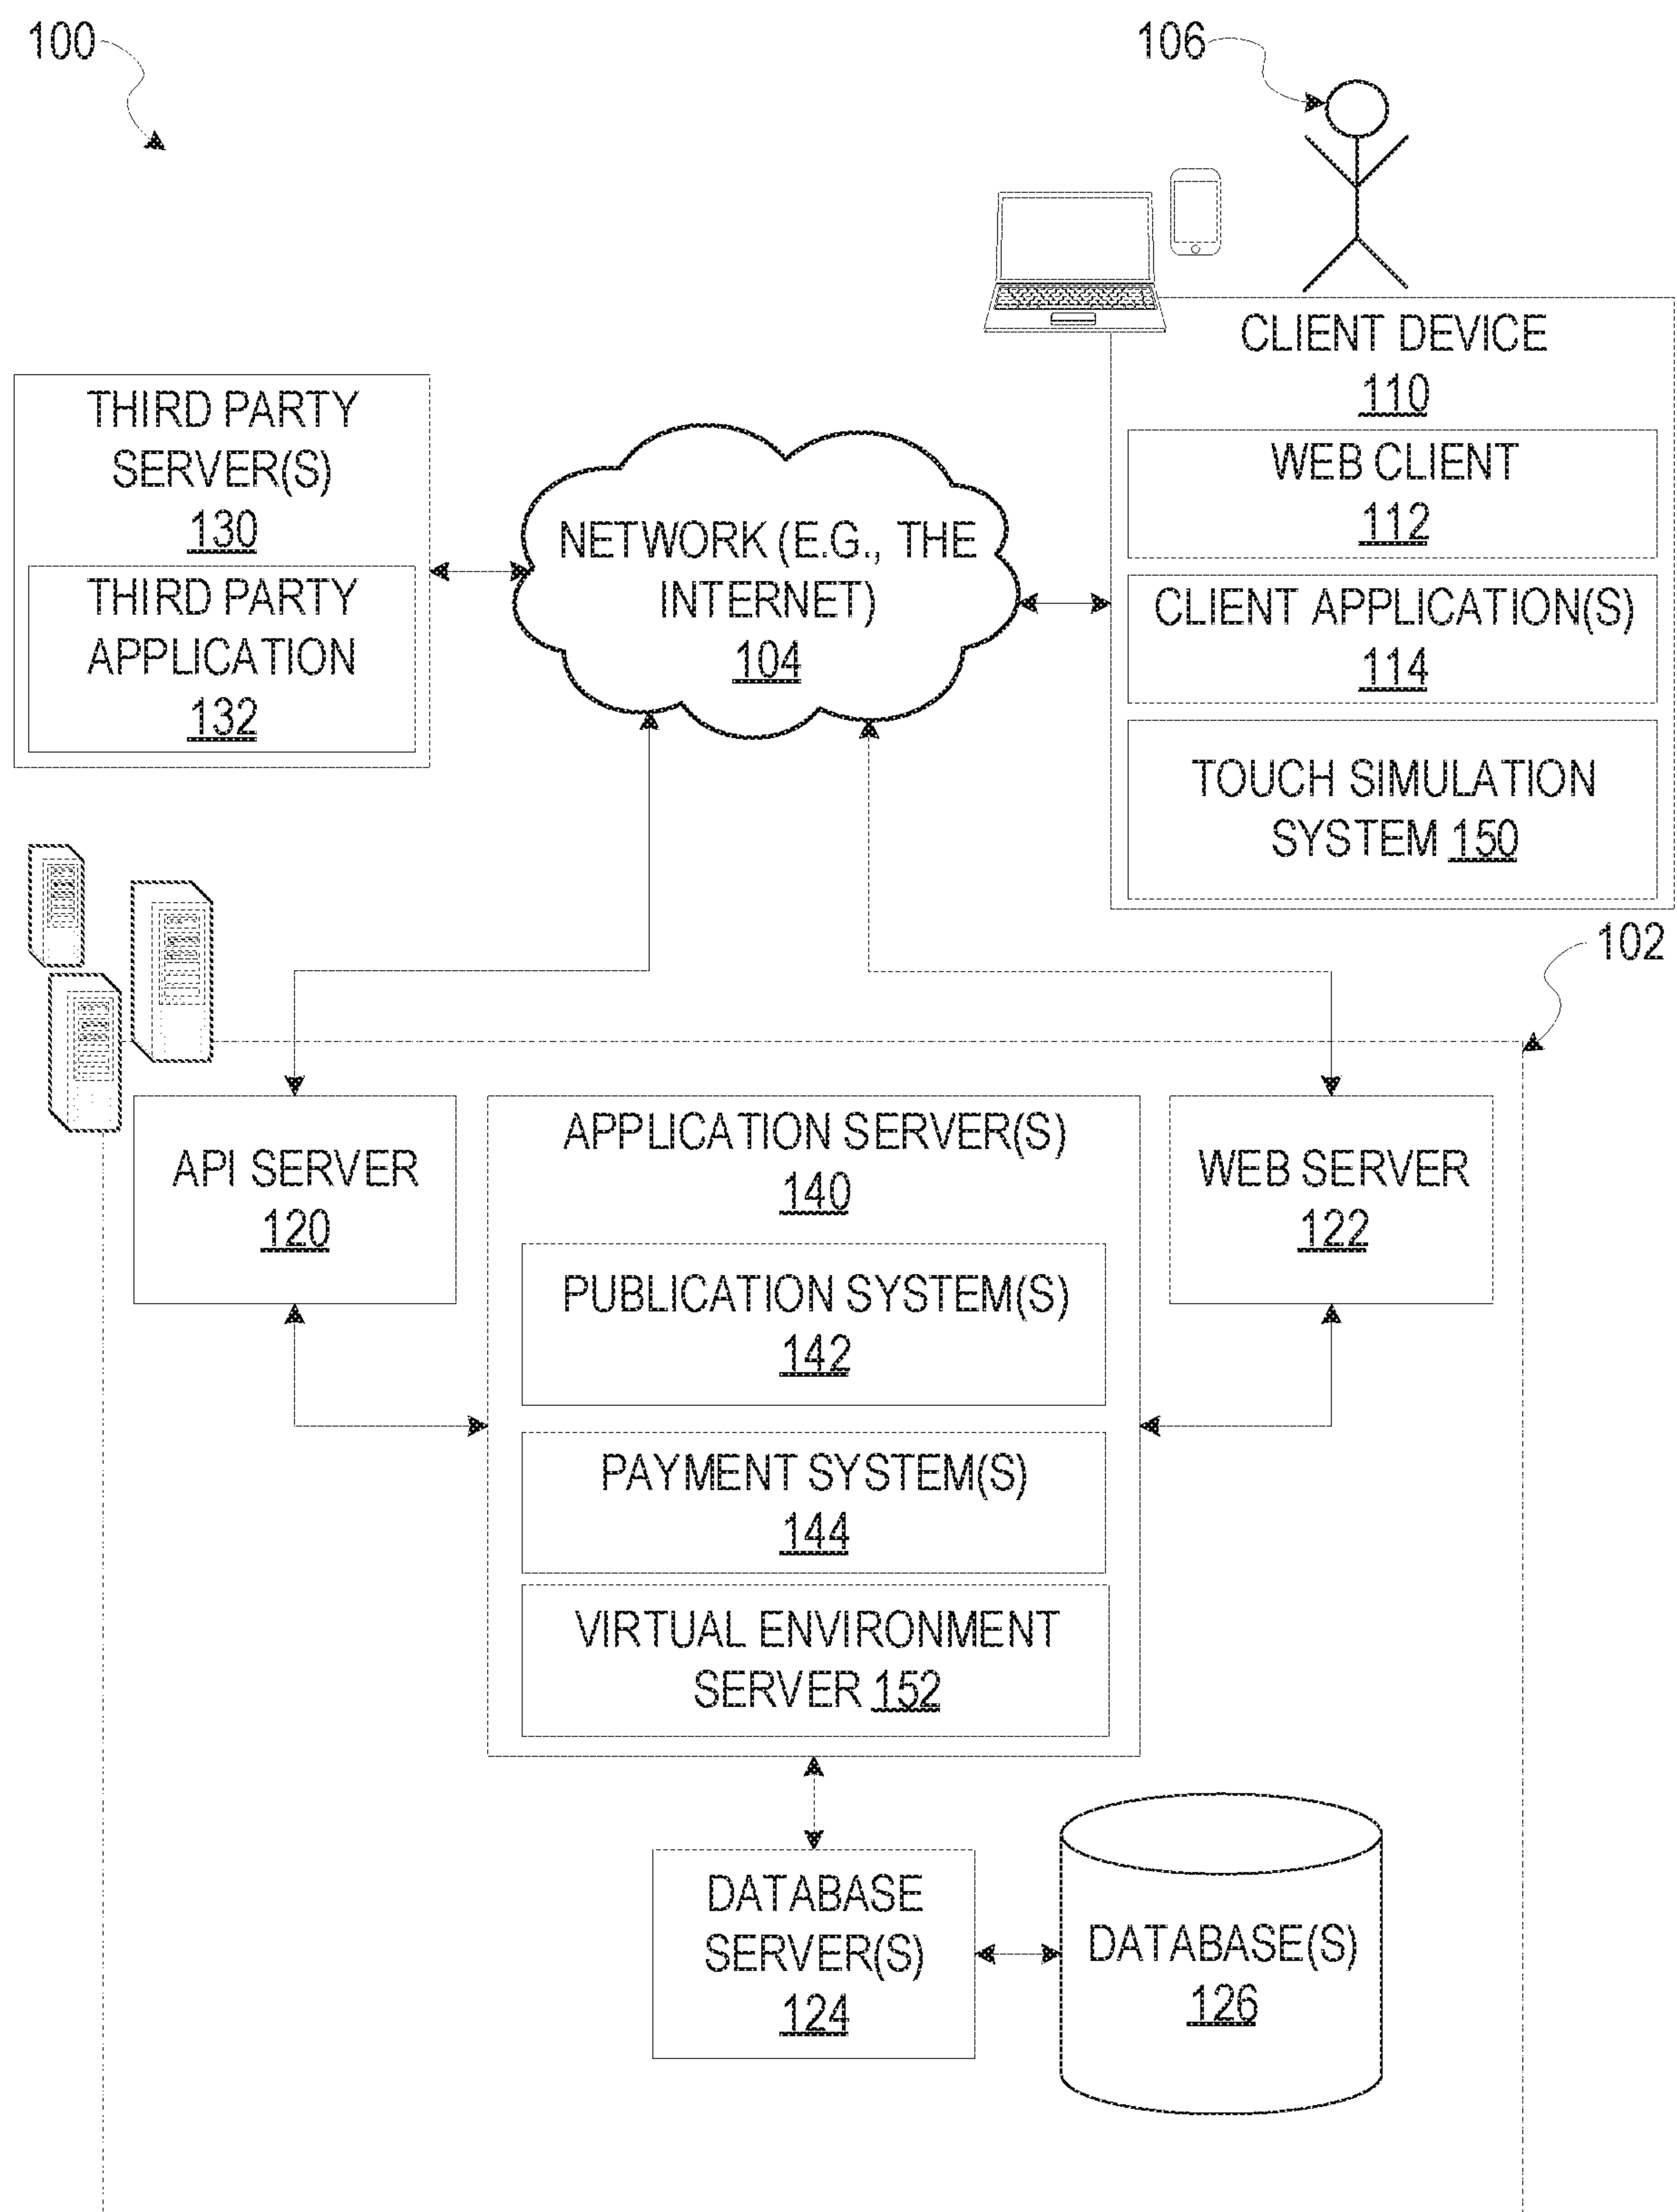 100
106
CLIENT DEVICE
110
WEB CLIENT
112
CLIENT APPLICATION(S)
114
TOUCH SIMULATION
SYSTEM 150
THIRD PARTY
SERVER(S)
130
THIRD PARTY
APPLICATION
132
NETWORK (E.G., THE
INTERNET)
104
102
API SERVER
120
APPLICATION SERVER(S)
140
PUBLICATION SYSTEM(S)
142
PAYMENT SYSTEM(S)
144
VIRTUAL ENVIRONMENT
SERVER 152
WEB SERVER
122
DATABASE
SERVER(S)
124
DATABASE(S)
126